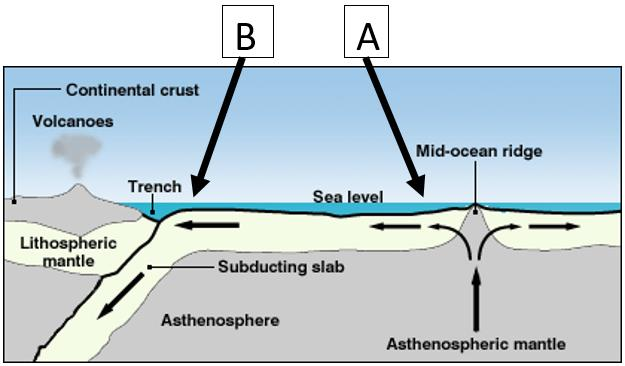 B
A
Continental crust
Volcanoes
Mid-ocean ridge
Trench
Sea level
Lithospheric
mantle
Subducting slab
Asthenosphere
Asthenospheric mantle